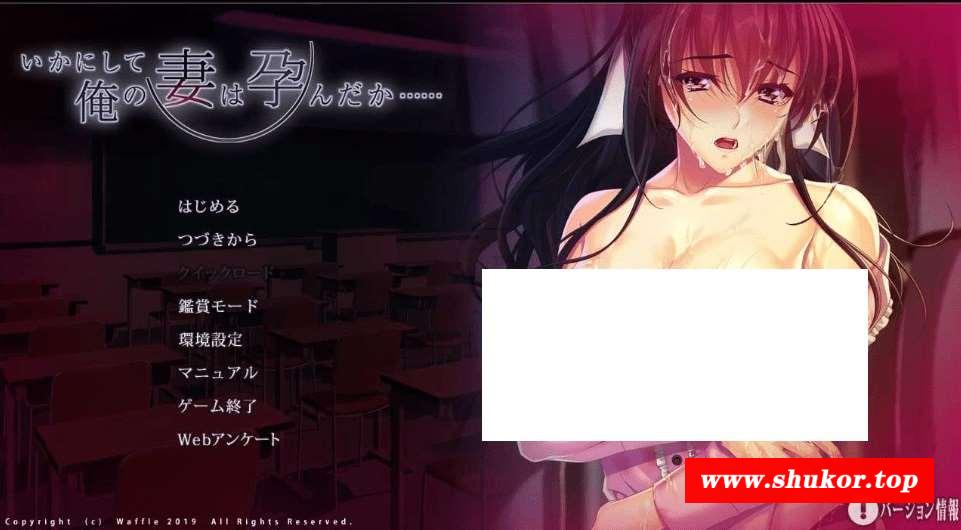 いかにして
俺の妻は孕んだか……
はじめる
つづきから
クイックロード
鑑賞モード
環境設定
マニュアル
ゲーム終了
Webアンケート
www.shukor.top
! バージョン情報
Copyright (c) Waffle 2019 All Rights Reserved.